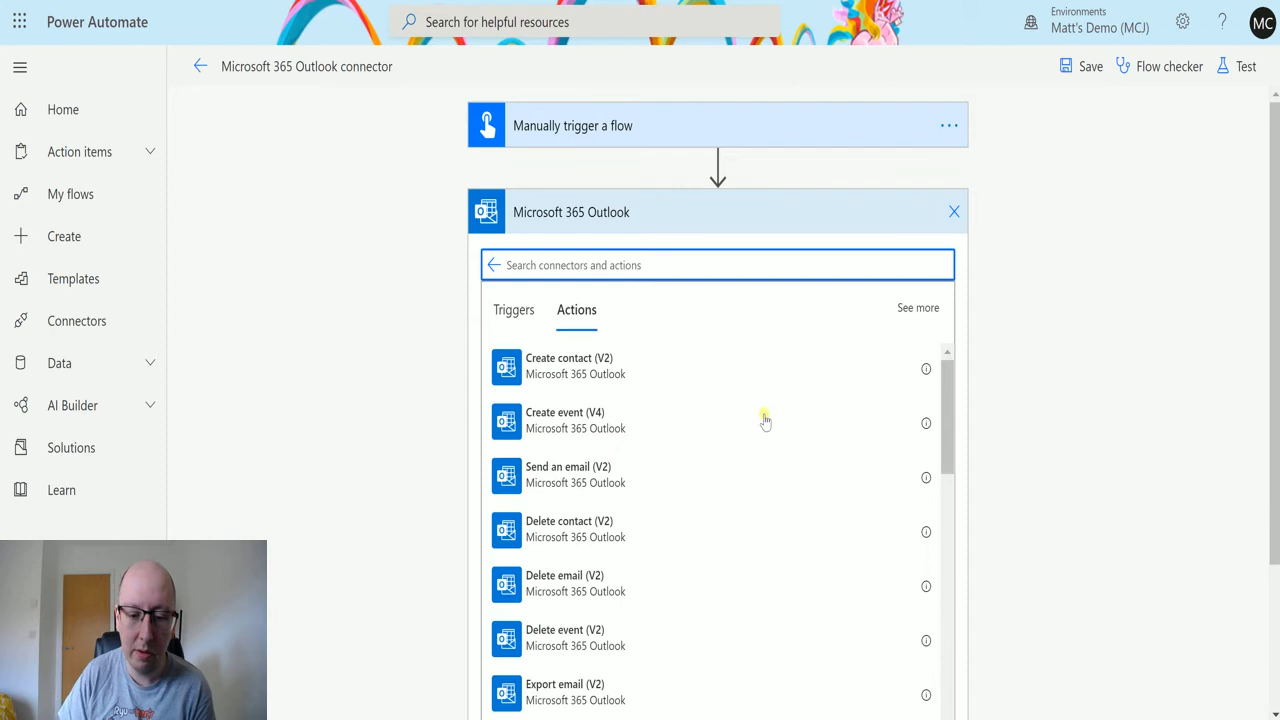 Power Automate
Search for helpful resources
Environments
Matt's Demo (MCJ)
MC
Microsoft 365 Outlook connector
Save
Flow checker
Test
Home
Action items
My flows
Create
Templates
Connectors
Data
AI Builder
Solutions
Learn
Manually trigger a flow
Microsoft 365 Outlook
Search connectors and actions
Triggers
Actions
See more
Create contact (V2)
Microsoft 365 Outlook
Create event (V4)
Microsoft 365 Outlook
Send an email (V2)
Microsoft 365 Outlook
Delete contact (V2)
Microsoft 365 Outlook
Delete email (V2)
Microsoft 365 Outlook
Delete event (V2)
Microsoft 365 Outlook
Export email (V2)
Microsoft 365 Outlook